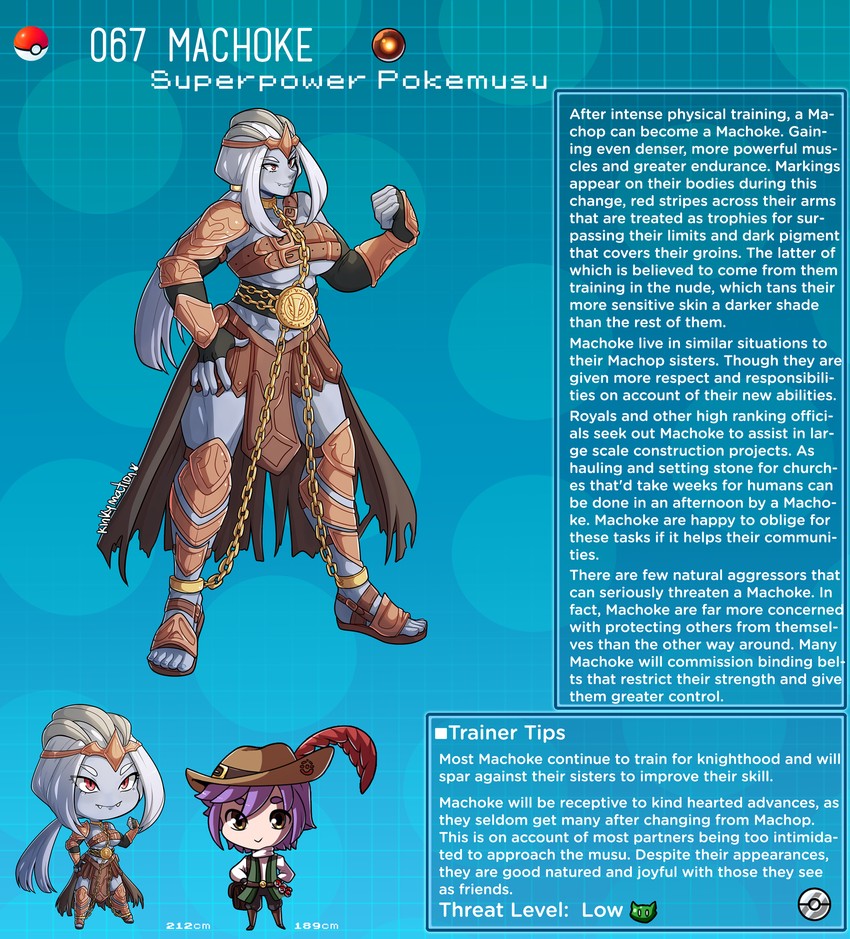 067 MACHOKE
Superpower Pokemusu
After intense physical training, a Ma-
chop can become a Machoke. Gain-
ing even denser, more powerful mus-
cles and greater endurance. Markings
appear on their bodies during this
change, red stripes across their arms
that are treated as trophies for sur-
passing their limits and dark pigment
that covers their groins. The latter of
which is believed to come from them
training in the nude, which tans their
more sensitive skin a darker shade
than the rest of them.
Machoke live in similar situations to
their Machop sisters. Though they are
given more respect and responsibili-
ties on account of their new abilities.
Royals and other high ranking offici-
als seek out Machoke to assist in lar-
ge scale construction projects. As
hauling and setting stone for church-
es that'd take weeks for humans can
be done in an afternoon by a Macho-
ke. Machoke are happy to oblige for
these tasks if it helps their communi-
ties.
There are few natural aggressors that
can seriously threaten a Machoke. In
fact, Machoke are far more concerned
with protecting others from themsel-
ves than the other way around. Many
Machoke will commission binding bel-
ts that restrict their strength and give
them greater control.
kinkymation
■Trainer Tips
Most Machoke continue to train for knighthood and will
spar against their sisters to improve their skill.
Machoke will be receptive to kind hearted advances, as
they seldom get many after changing from Machop.
This is on account of most partners being too intimida-
ted to approach the musu. Despite their appearances,
they are good natured and joyful with those they see
as friends.
Threat Level: Low
212cm
189cm